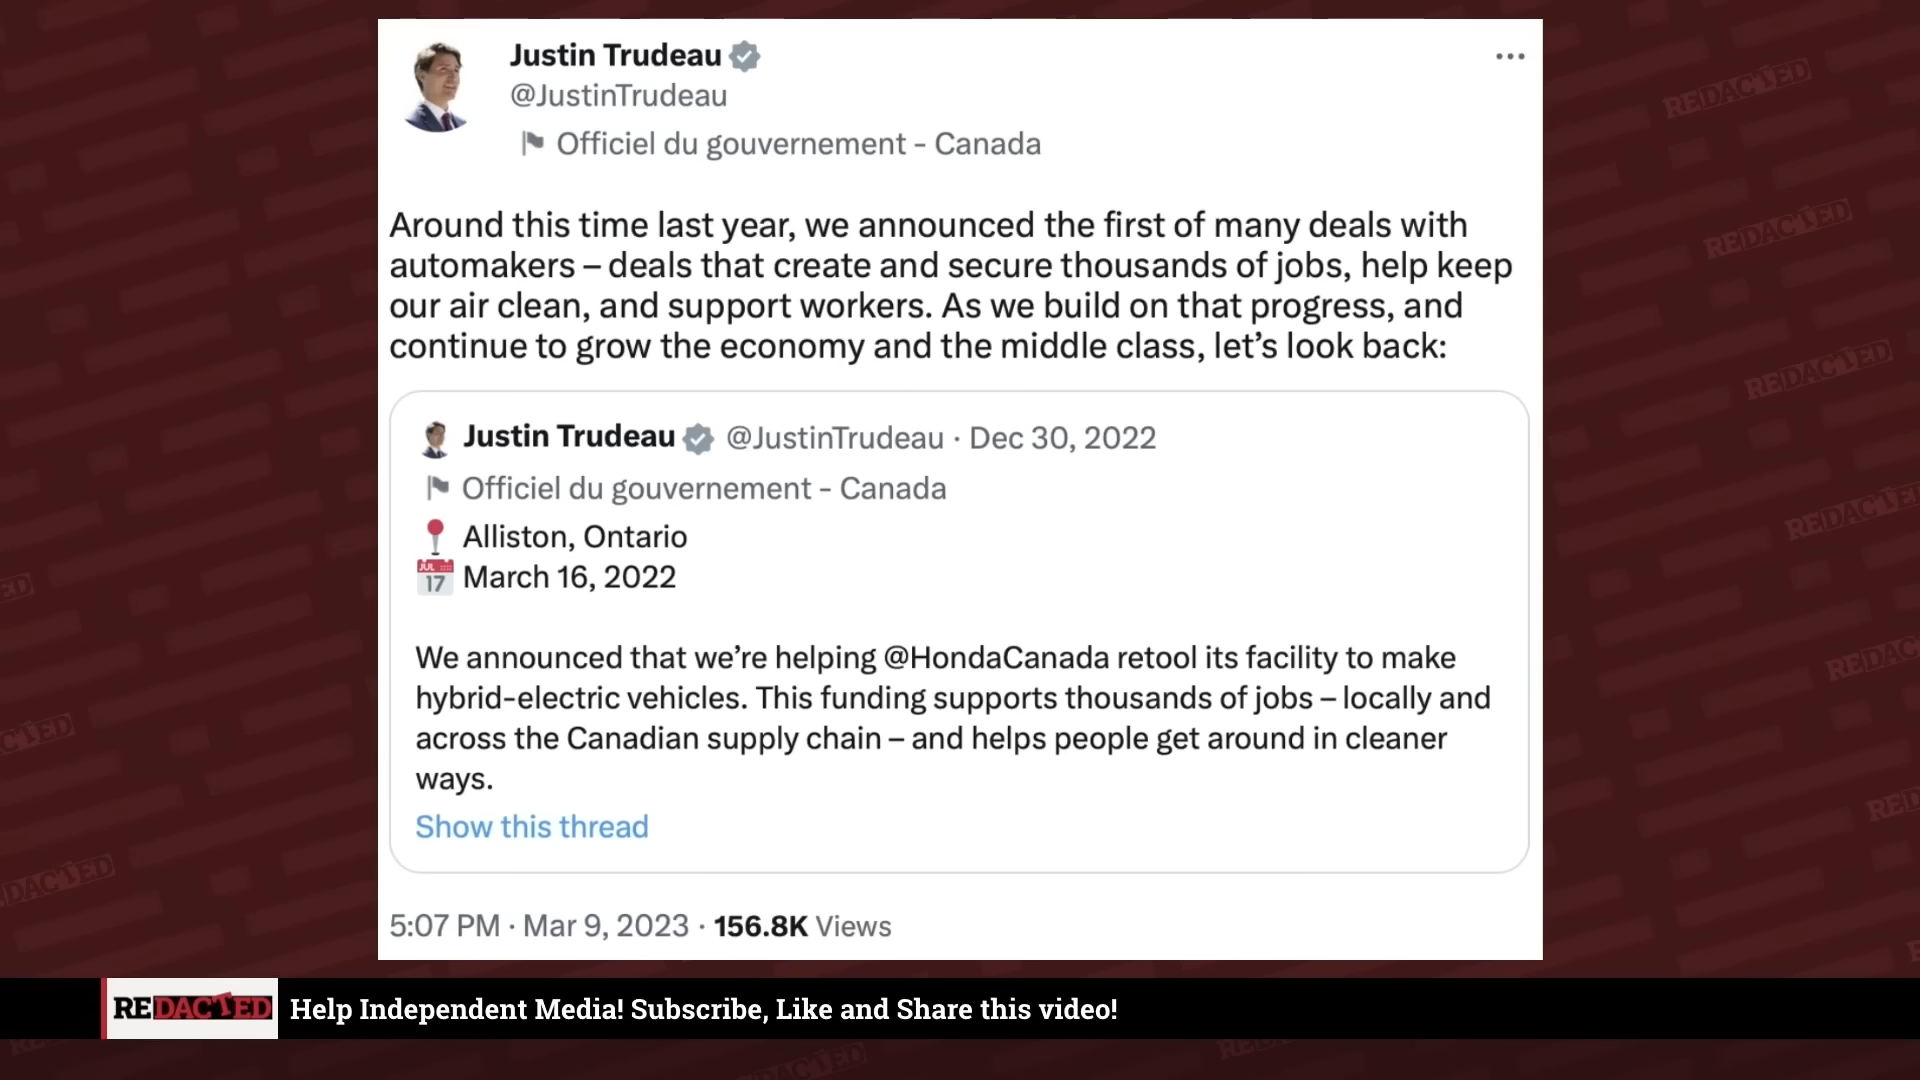 Justin Trudeau
@JustinTrudeau
Officiel du gouvernement - Canada
Around this time last year, we announced the first of many deals with
automakers – deals that create and secure thousands of jobs, help keep
our air clean, and support workers. As we build on that progress, and
continue to grow the economy and the middle class, let’s look back:
Justin Trudeau @JustinTrudeau · Dec 30, 2022
Officiel du gouvernement - Canada
Alliston, Ontario
JUL 17 March 16, 2022
We announced that we’re helping @HondaCanada retool its facility to make
hybrid-electric vehicles. This funding supports thousands of jobs – locally and
across the Canadian supply chain – and helps people get around in cleaner
ways.
Show this thread
5:07 PM · Mar 9, 2023 · 156.8K Views
REDACTED Help Independent Media! Subscribe, Like and Share this video!
REDACTED
REDACTED
REDACTED